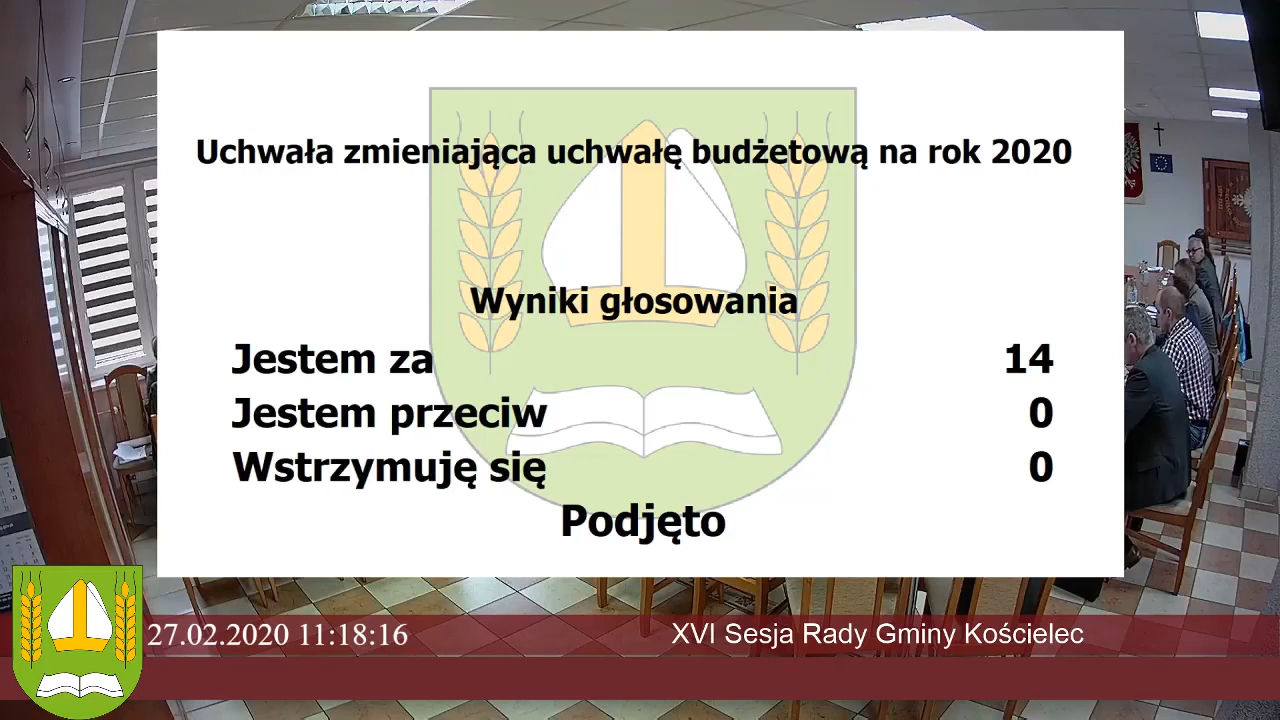 Uchwała zmieniająca uchwałę budżetową na rok 2020
Wyniki głosowania
Jestem za 14
Jestem przeciw 0
Wstrzymuję się 0
Podjęto
27.02.2020 11:18:16 XVI Sesja Rady Gminy Kościelec